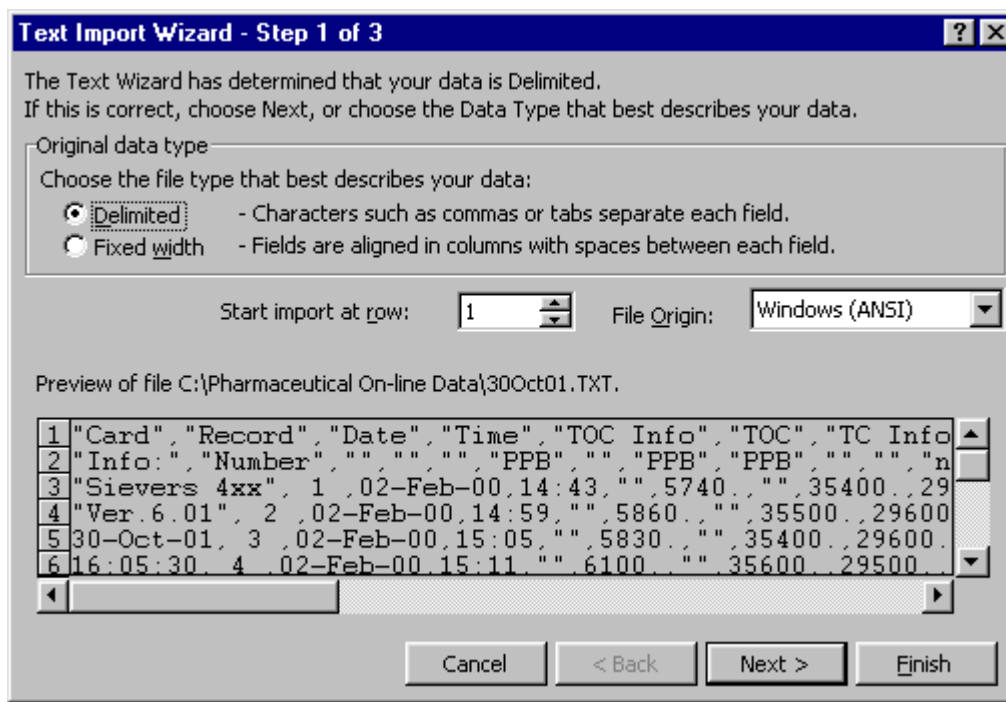 Text Import Wizard - Step 1 of 3
The Text Wizard has determined that your data is Delimited.
If this is correct, choose Next, or choose the Data Type that best describes your data.
Original data type
Choose the file type that best describes your data:
Delimited - Characters such as commas or tabs separate each field.
Fixed width - Fields are aligned in columns with spaces between each field.
Start import at row: 1 File Origin: Windows (ANSI)
Preview of file C:\Pharmaceutical On-line Data\30Oct01.TXT.
1 "Card","Record","Date","Time","TOC Info","TOC","TC Info
2 "Info:","Number","","","","PPB","","PPB","PPB","","","n
3 "Sievers 4xx", 1 ,02-Feb-00,14:43,"",5740.,"",35400.,29
4 "Ver.6.01", 2 ,02-Feb-00,14:59,"",5860.,"",35500.,29600
5 30-Oct-01, 3 ,02-Feb-00,15:05,"",5830.,"",35400.,29600.
6 16:05:30, 4 ,02-Feb-00,15:11,"",6100.,"",35600.,29500.
Cancel < Back Next > Finish